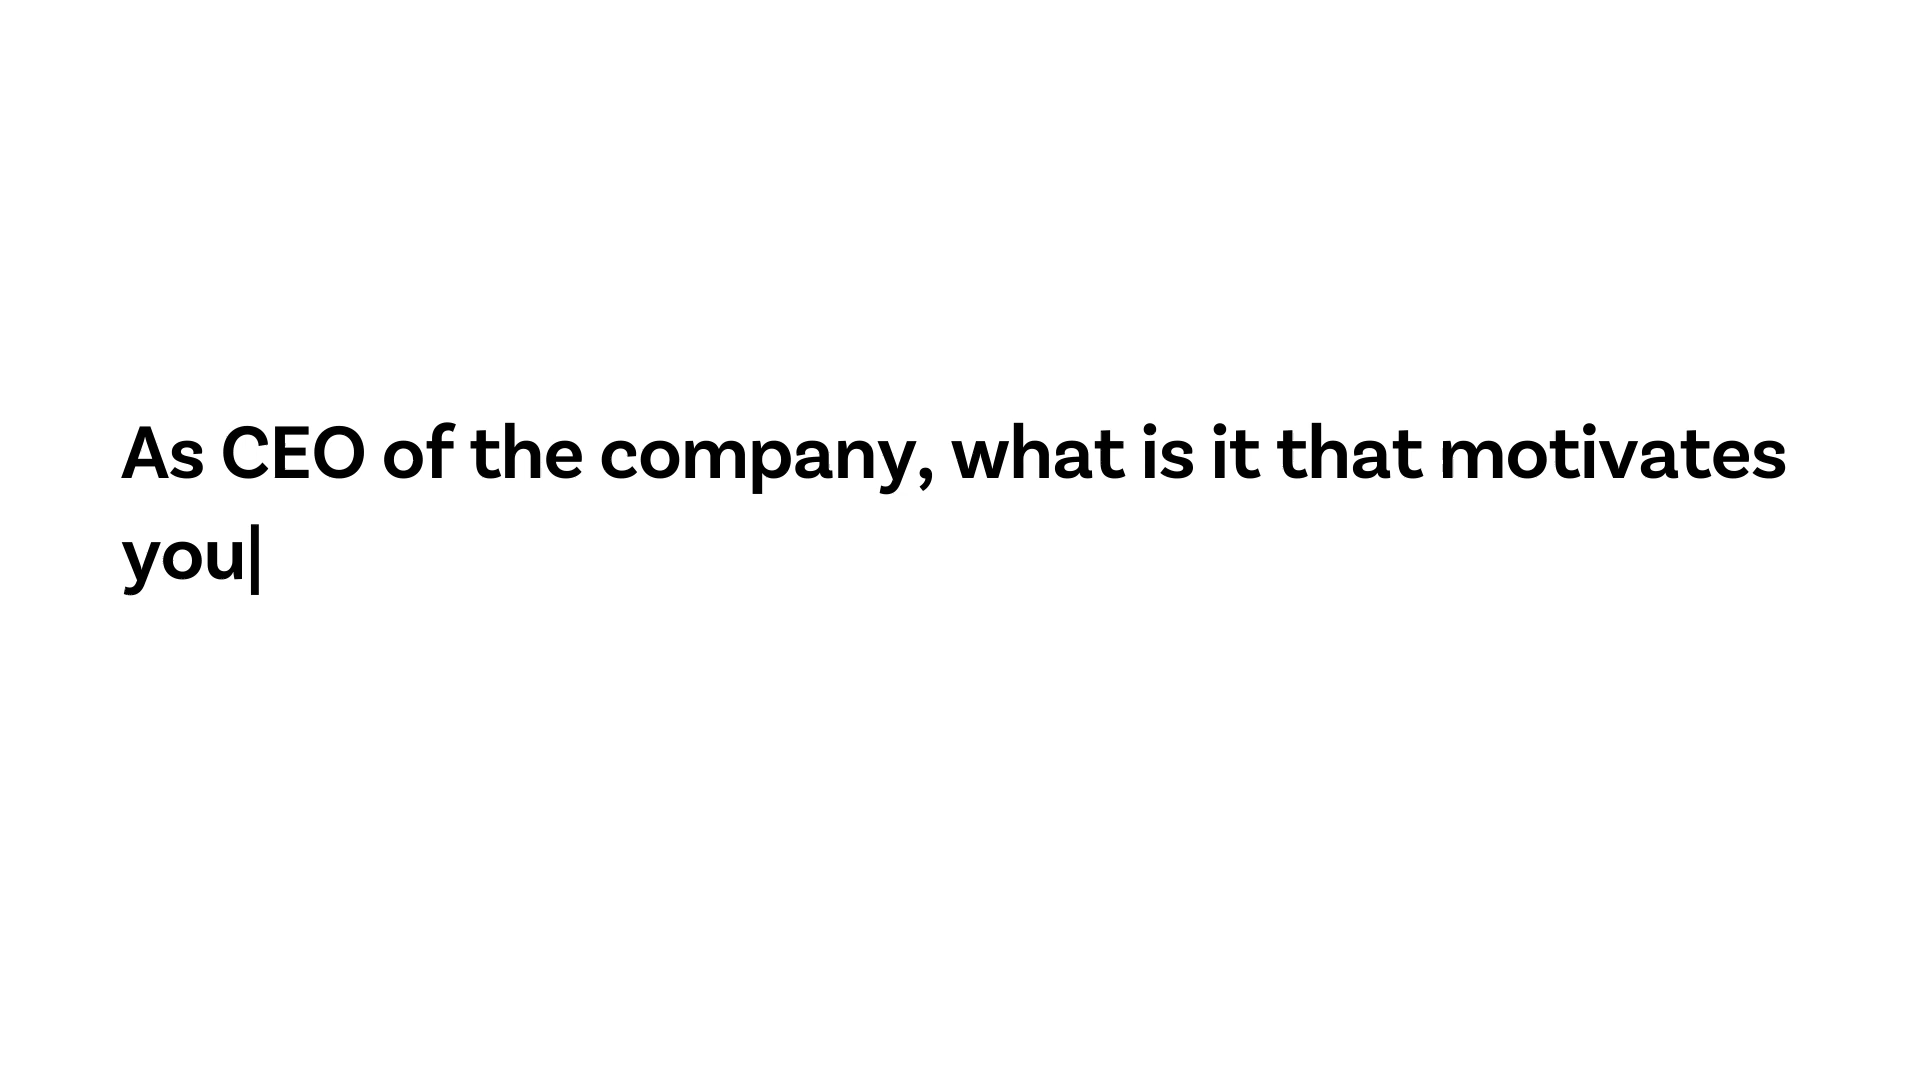 As CEO of the company, what is it that motivates
you|